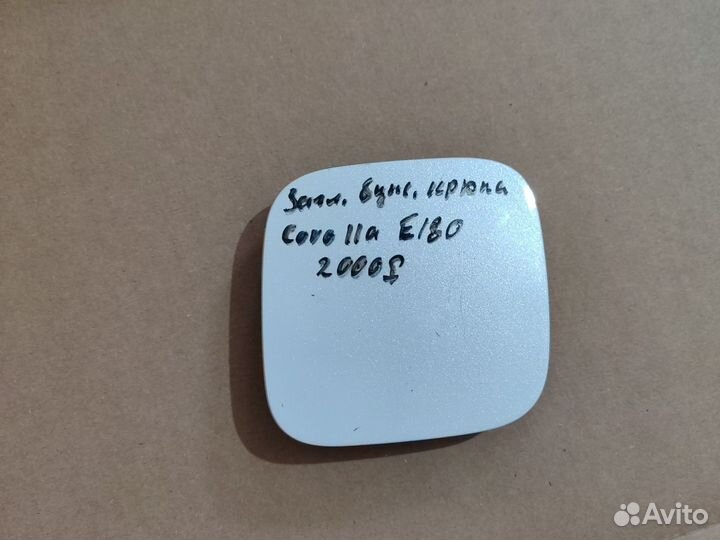 Загл. букс. крюка
Corolla E180
2000
Avito